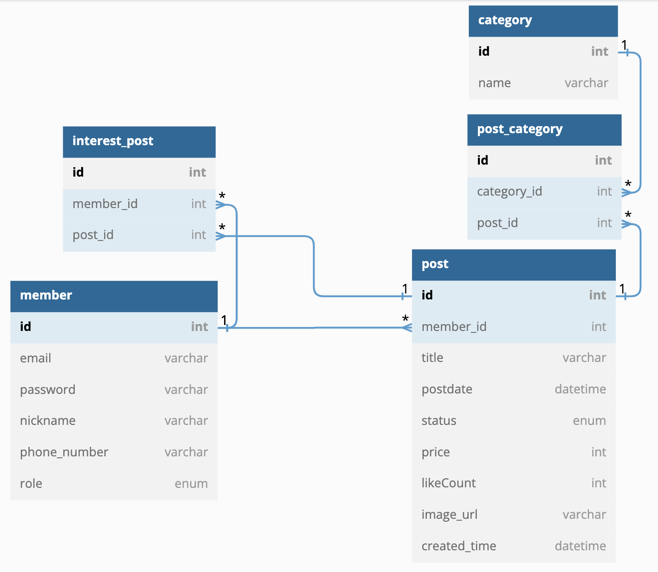 category
id int
name varchar
post_category
id int
category_id int
post_id int
interest_post
id int
member_id int
post_id int
member
id int
email varchar
password varchar
nickname varchar
phone_number varchar
role enum
post
id int
member_id int
title varchar
postdate datetime
status enum
price int
likeCount int
image_url varchar
created_time datetime
1
*
*
1
*
*
1
1
*